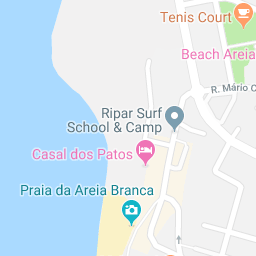 Tenis Court
Beach Areia
R. Mário C
Ripar Surf
School & Camp
Casal dos Patos
Praia da Areia Branca